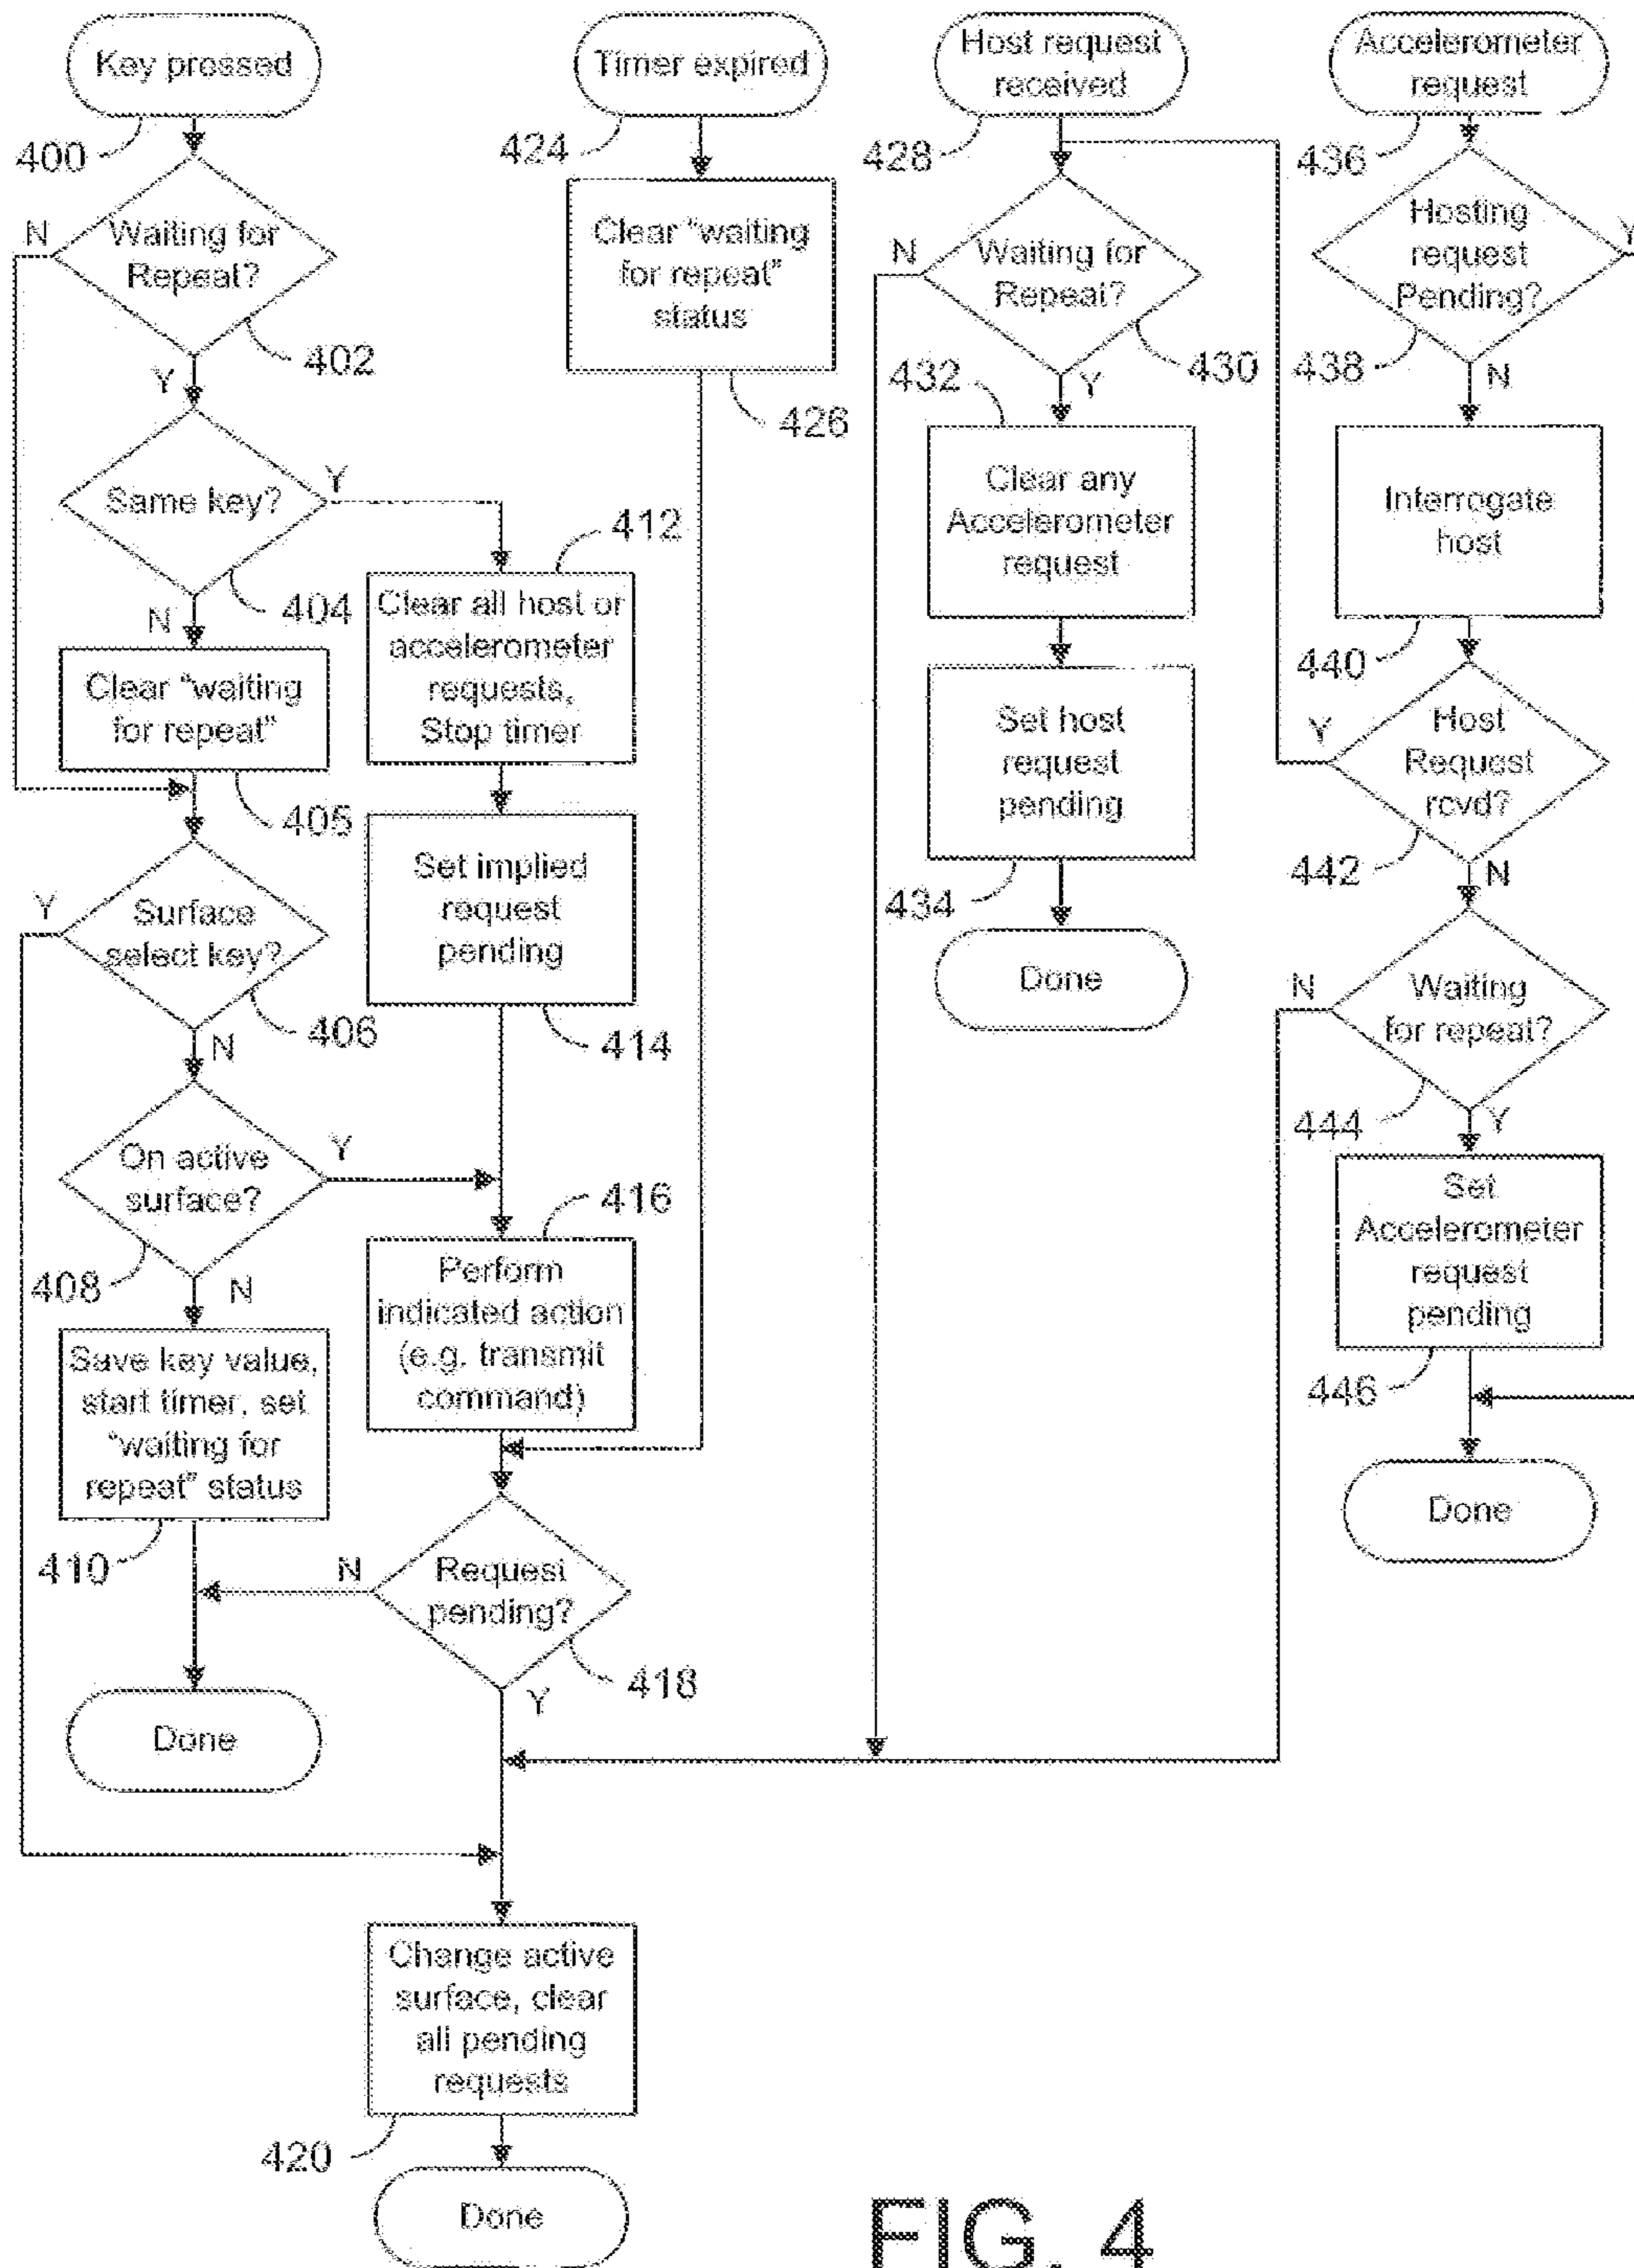 Key pressed
400
N
Waiting for
Repeat?
402
Y
Same key?
Y
404
N
Clear "waiting
for repeat"
405
Y
Surface
select key?
406
N
On active
surface?
Y
408
N
Save key value,
start timer, set
"waiting for
repeat" status
410
Done
412
Clear all host or
accelerometer
requests,
Stop timer
Set implied
request
pending
414
416
Perform
indicated action
(e.g. transmit
command)
N
Request
pending?
418
Y
Change active
surface, clear
all pending
requests
420
Done
Timer expired
424
Clear "waiting
for repeat"
status
426
Host request
received
428
N
Waiting for
Repeat?
430
432
Y
Clear any
Accelerometer
request
Set host
request
pending
434
Done
Accelerometer
request
436
Hosting
request
Pending?
Y
438
N
Interrogate
host
440
Y
Host
Request
rcvd?
442
N
N
Waiting
for repeat?
444
Y
Set
Accelerometer
request
pending
446
Done
FIG. 4